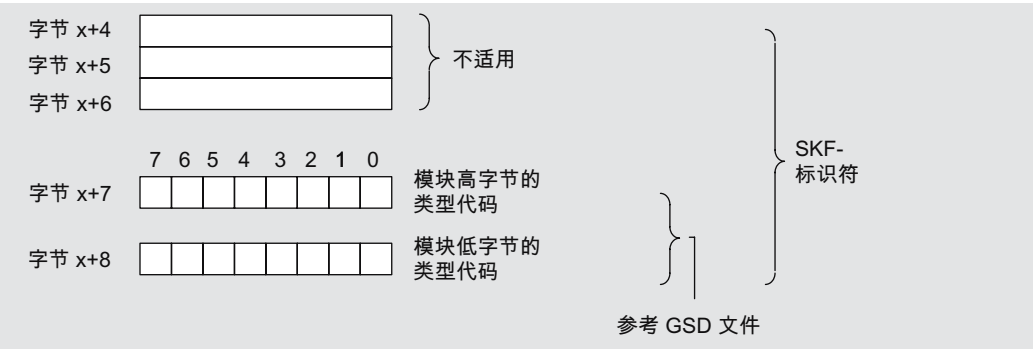 字节 x+4
字节 x+5
字节 x+6
不适用
7 6 5 4 3 2 1 0
字节 x+7
模块高字节的
类型代码
字节 x+8
模块低字节的
类型代码
SKF-
标识符
参考 GSD 文件